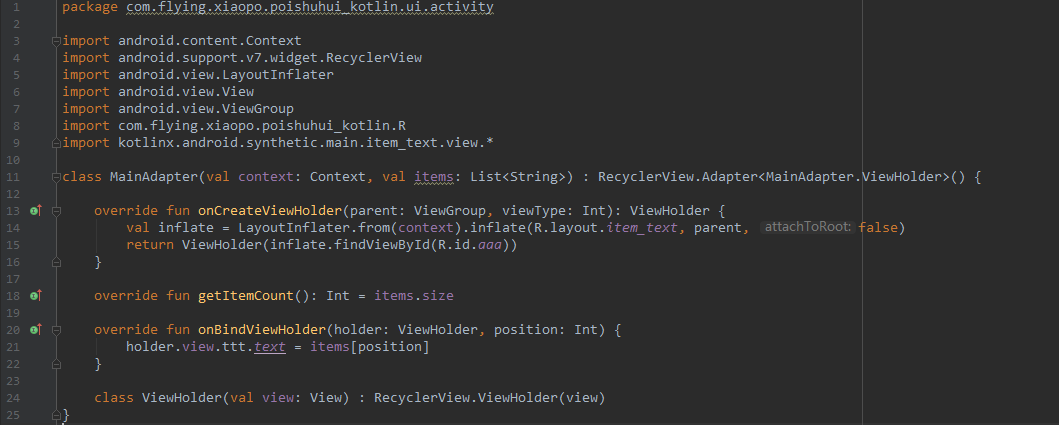 1 package com.flying.xiaopo.poishuhui_kotlin.ui.activity
2
3 import android.content.Context
4 import android.support.v7.widget.RecyclerView
5 import android.view.LayoutInflater
6 import android.view.View
7 import android.view.ViewGroup
8 import com.flying.xiaopo.poishuhui_kotlin.R
9 import kotlinx.android.synthetic.main.item_text.view.*
10
11 class MainAdapter(val context: Context, val items: List<String>) : RecyclerView.Adapter<MainAdapter.ViewHolder>() {
12
13 override fun onCreateViewHolder(parent: ViewGroup, viewType: Int): ViewHolder {
14 val inflate = LayoutInflater.from(context).inflate(R.layout.item_text, parent, attachToRoot: false)
15 return ViewHolder(inflate.findViewById(R.id.aaa))
16 }
17
18 override fun getItemCount(): Int = items.size
19
20 override fun onBindViewHolder(holder: ViewHolder, position: Int) {
21 holder.view.ttt.text = items[position]
22 }
23
24 class ViewHolder(val view: View) : RecyclerView.ViewHolder(view)
25 }